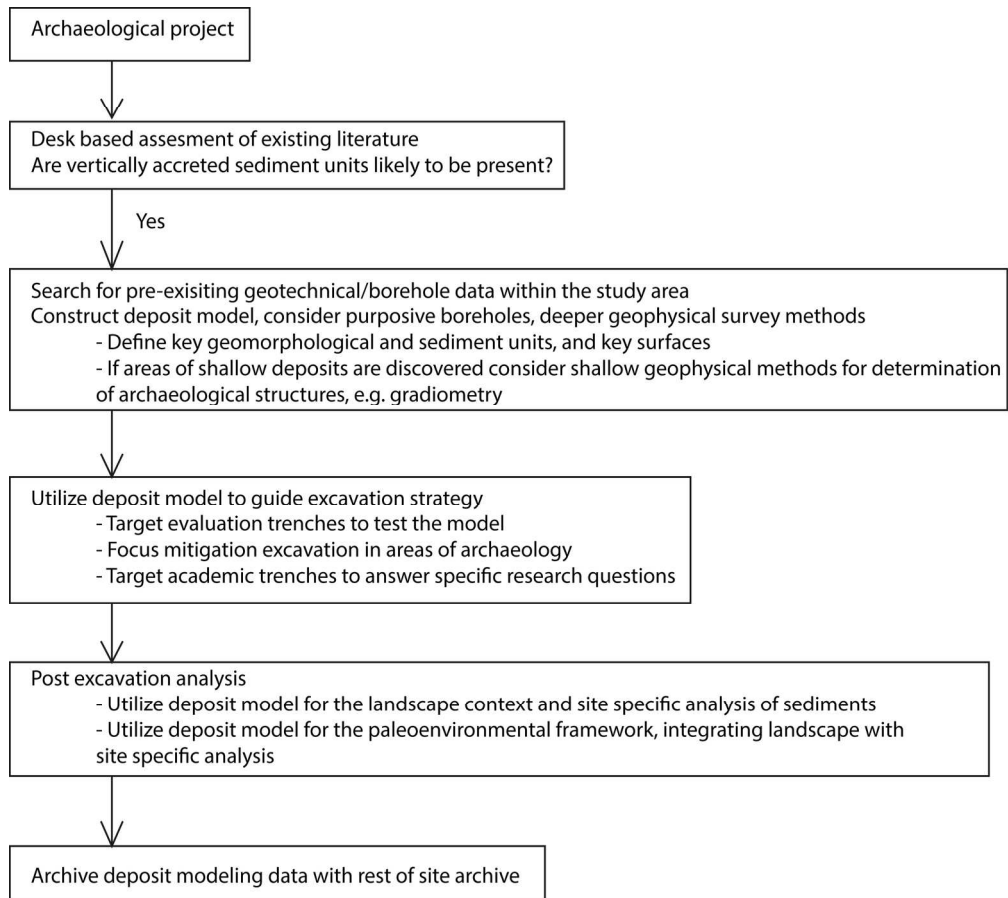 Archaeological project
Desk based assesment of existing literature
Are vertically accreted sediment units likely to be present?
Yes
Search for pre-exisiting geotechnical/borehole data within the study area
Construct deposit model, consider purposive boreholes, deeper geophysical survey methods
- Define key geomorphological and sediment units, and key surfaces
- If areas of shallow deposits are discovered consider shallow geophysical methods for determination
of archaeological structures, e.g. gradiometry
Utilize deposit model to guide excavation strategy
- Target evaluation trenches to test the model
- Focus mitigation excavation in areas of archaeology
- Target academic trenches to answer specific research questions
Post excavation analysis
- Utilize deposit model for the landscape context and site specific analysis of sediments
- Utilize deposit model for the paleoenvironmental framework, integrating landscape with
site specific analysis
Archive deposit modeling data with rest of site archive